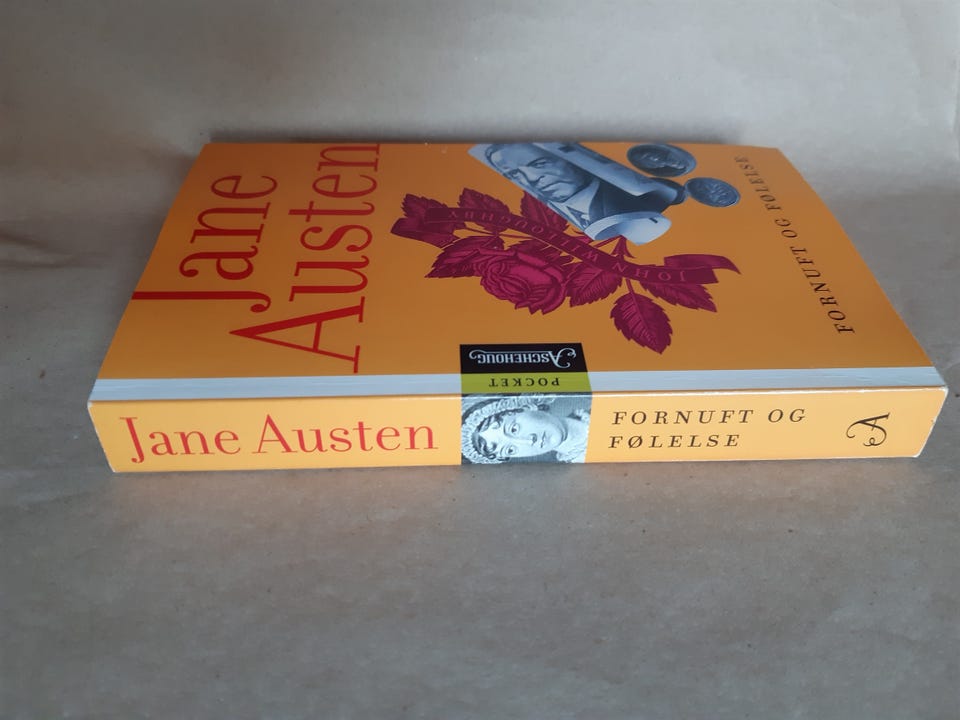 Jane
Austen
JOHN WILLOUGHBY
FORNUFT OG FØLELSE
ASCHEHOUG
POCKET
Jane Austen
FORNUFT OG
FØLELSE
A